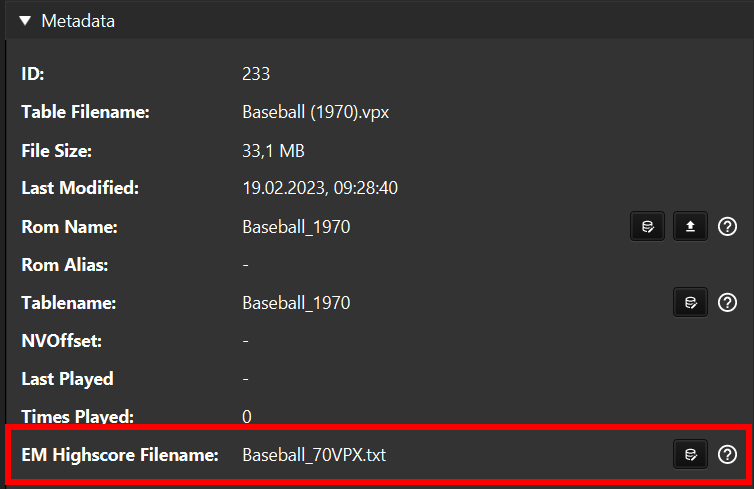 Metadata
ID: 233
Table Filename: Baseball (1970).vpx
File Size: 33,1 MB
Last Modified: 19.02.2023, 09:28:40
Rom Name: Baseball_1970
Rom Alias: -
Tablename: Baseball_1970
NVOffset: -
Last Played -
Times Played: 0
EM Highscore Filename: Baseball_70VPX.txt